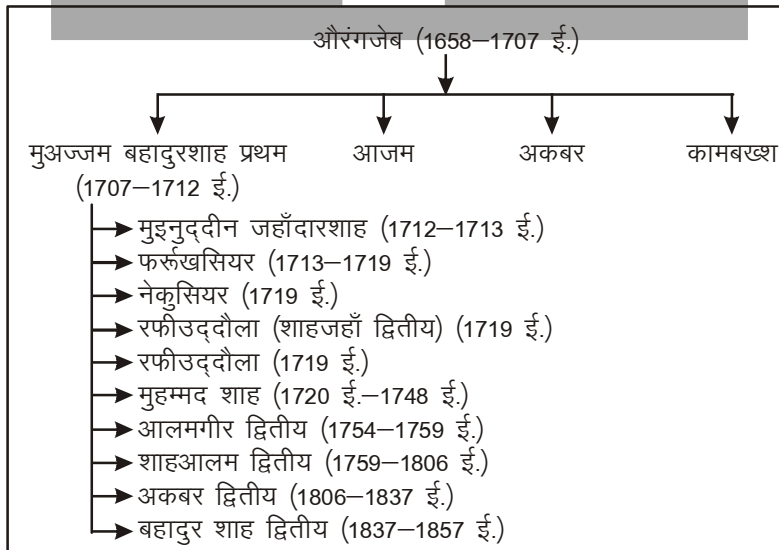 औरंगजेब (1658–1707 ई.)
मुअज्जम बहादुरशाह प्रथम आजम अकबर कामबख्श
(1707–1712 ई.)
मुइनुद्दीन जहाँदारशाह (1712–1713 ई.)
फर्रूखसियर (1713–1719 ई.)
नेकुसियर (1719 ई.)
रफीउद्दौला (शाहजहाँ द्वितीय) (1719 ई.)
रफीउद्दौला (1719 ई.)
मुहम्मद शाह (1720 ई.–1748 ई.)
आलमगीर द्वितीय (1754–1759 ई.)
शाहआलम द्वितीय (1759–1806 ई.)
अकबर द्वितीय (1806–1837 ई.)
बहादुर शाह द्वितीय (1837–1857 ई.)